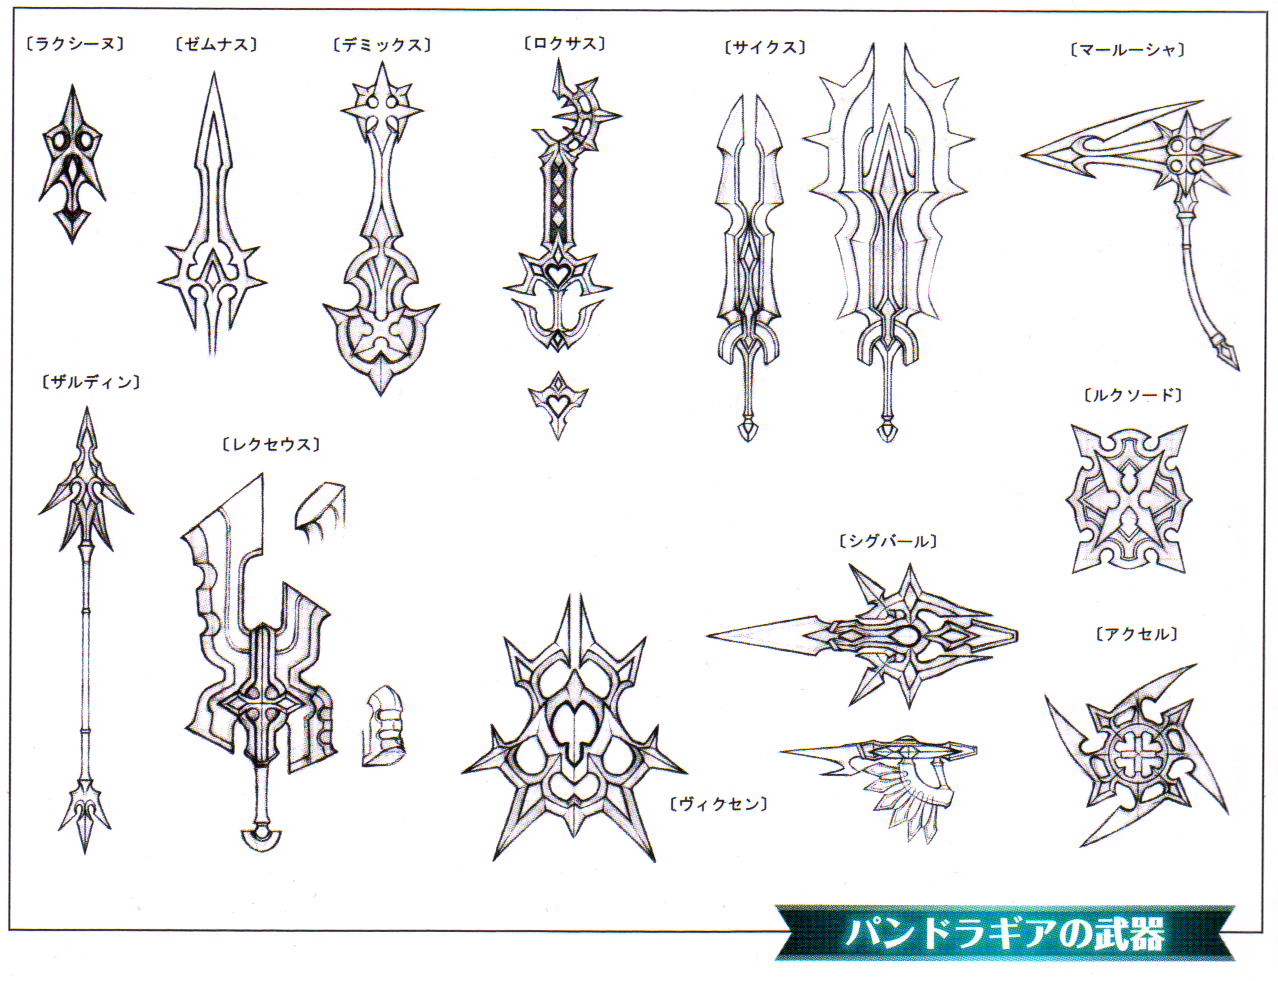 〔ラクシーヌ〕
〔ゼムナス〕
〔デミックス〕
〔ロクサス〕
〔サイクス〕
〔マールーシャ〕
〔ザルディン〕
〔レクセウス〕
〔ルクソード〕
〔シグバール〕
〔アクセル〕
〔ヴィクセン〕
パンドラギアの武器